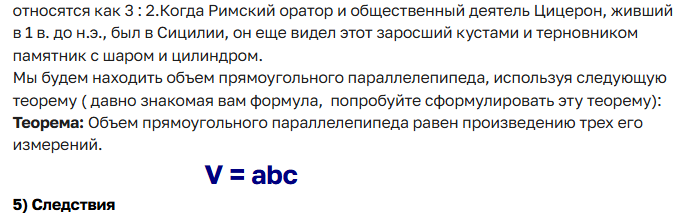 относятся как 3 : 2.Когда Римский оратор и общественный деятель Цицерон, живший
в 1 в. до н.э., был в Сицилии, он еще видел этот заросший кустами и терновником
памятник с шаром и цилиндром.
Мы будем находить объем прямоугольного параллелепипеда, используя следующую
теорему ( давно знакомая вам формула,  попробуйте сформулировать эту теорему):
Теорема: Объем прямоугольного параллелепипеда равен произведению трех его
измерений.
V = abc
5) Следствия